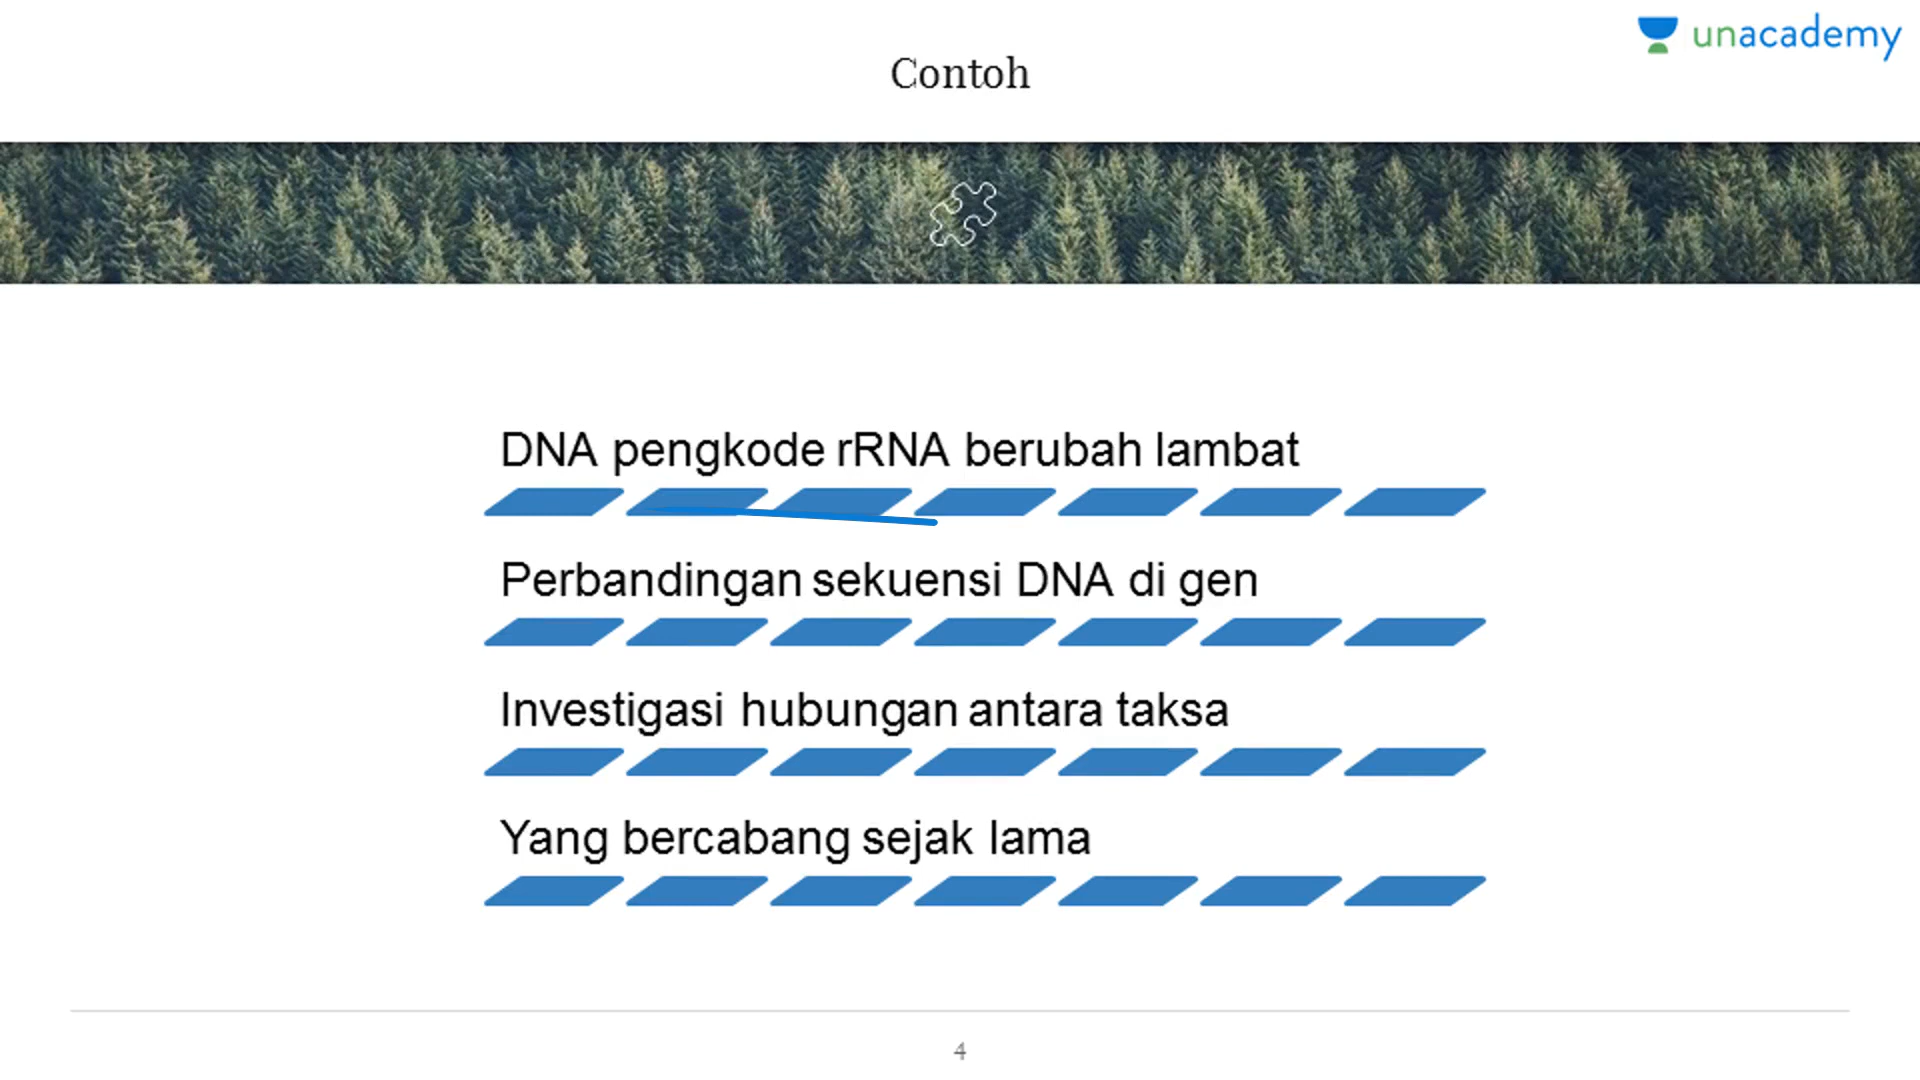 unacademy
Contoh
DNA pengkode rRNA berubah lambat
Perbandingan sekuensi DNA di gen
Investigasi hubungan antara taksa
Yang bercabang sejak lama
4